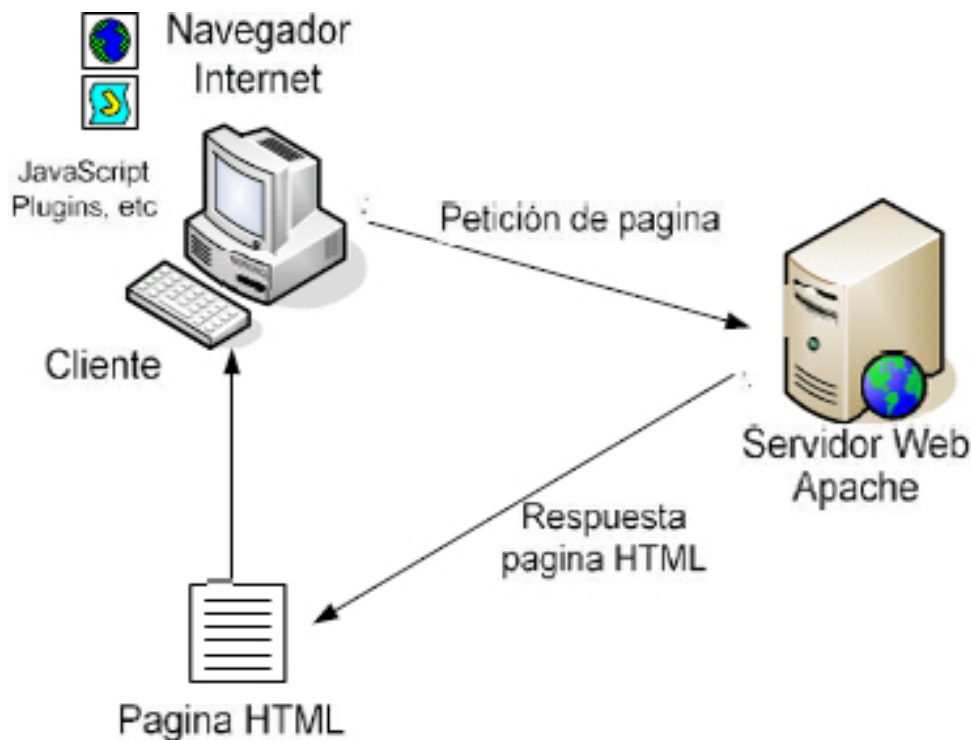 Navegador
Internet
JavaScript
Plugins, etc
Cliente
Petición de pagina
Servidor Web
Apache
Respuesta
pagina HTML
Pagina HTML